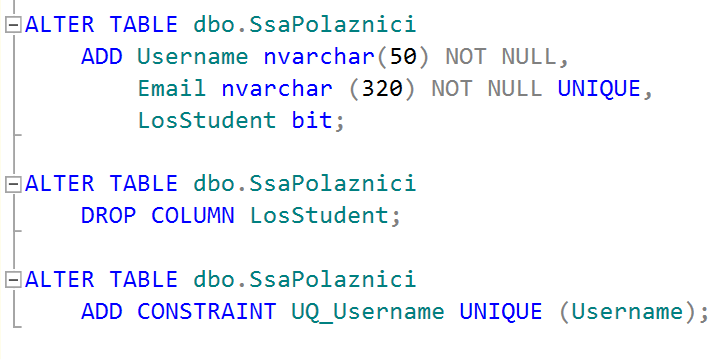 ALTER TABLE dbo.SsaPolaznici
ADD Username nvarchar(50) NOT NULL,
Email nvarchar (320) NOT NULL UNIQUE,
LosStudent bit;
ALTER TABLE dbo.SsaPolaznici
DROP COLUMN LosStudent;
ALTER TABLE dbo.SsaPolaznici
ADD CONSTRAINT UQ_Username UNIQUE (Username);